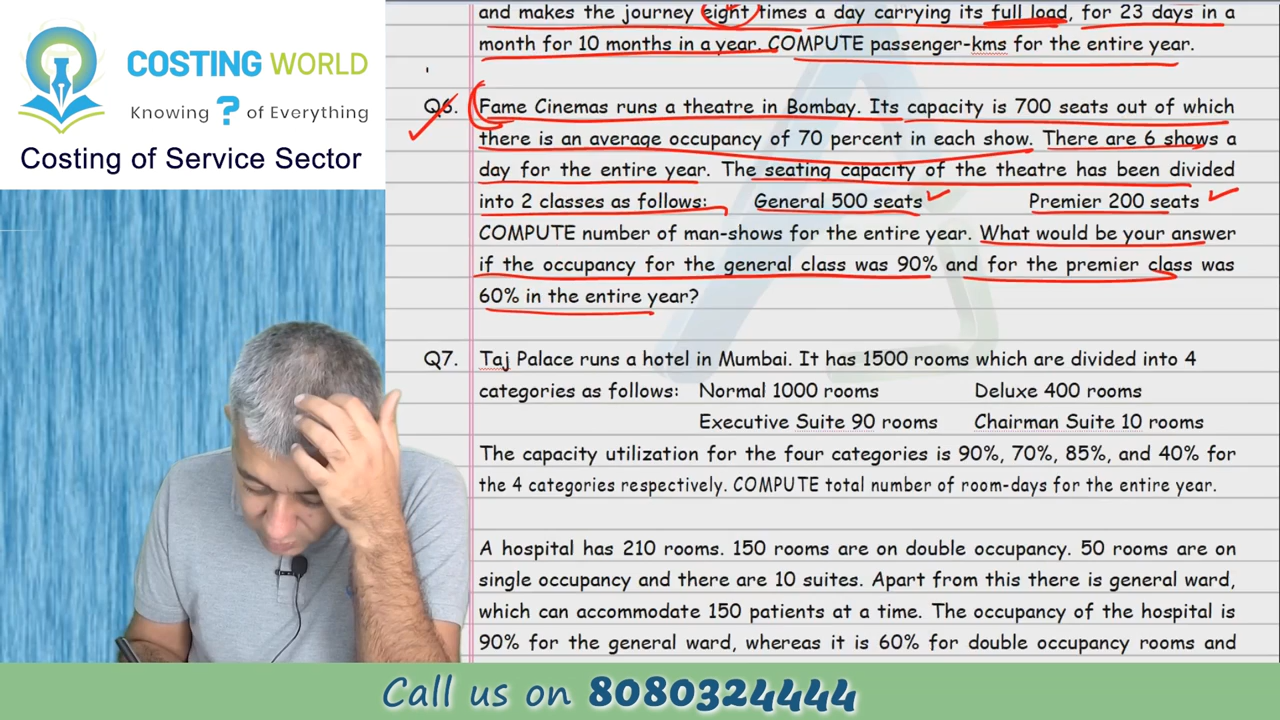 COSTING WORLD
Knowing ? of Everything
Costing of Service Sector
and makes the journey eight times a day carrying its full load, for 23 days in a
month for 10 months in a year. COMPUTE passenger-kms for the entire year.
Q6. Fame Cinemas runs a theatre in Bombay. Its capacity is 700 seats out of which
there is an average occupancy of 70 percent in each show. There are 6 shows a
day for the entire year. The seating capacity of the theatre has been divided
into 2 classes as follows: General 500 seats Premier 200 seats
COMPUTE number of man-shows for the entire year. What would be your answer
if the occupancy for the general class was 90% and for the premier class was
60% in the entire year?
Q7. Taj Palace runs a hotel in Mumbai. It has 1500 rooms which are divided into 4
categories as follows: Normal 1000 rooms Deluxe 400 rooms
Executive Suite 90 rooms Chairman Suite 10 rooms
The capacity utilization for the four categories is 90%, 70%, 85%, and 40% for
the 4 categories respectively. COMPUTE total number of room-days for the entire year.
A hospital has 210 rooms. 150 rooms are on double occupancy. 50 rooms are on
single occupancy and there are 10 suites. Apart from this there is general ward,
which can accommodate 150 patients at a time. The occupancy of the hospital is
90% for the general ward, whereas it is 60% for double occupancy rooms and
Call us on 8080324444